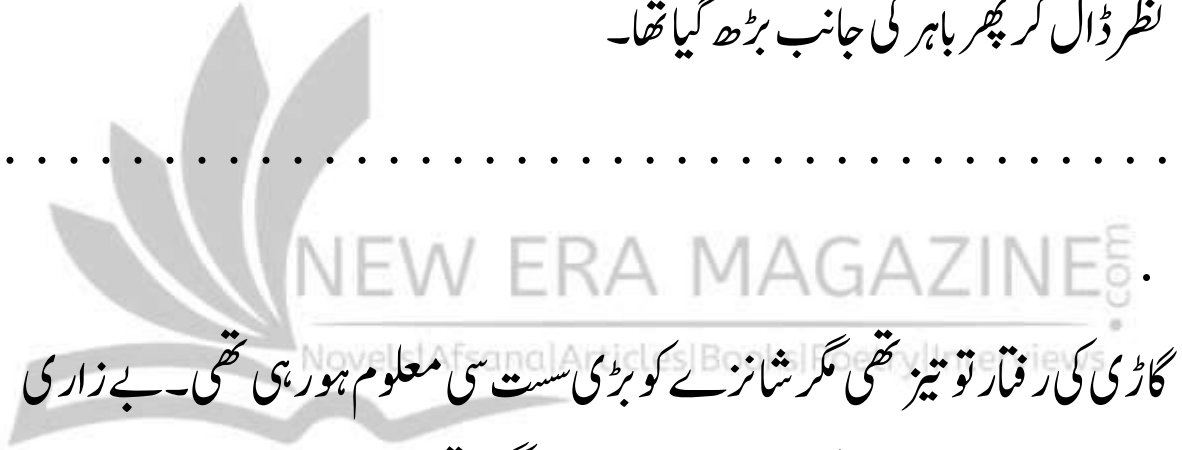 نظر ڈال کر پھر باہر کی جانب بڑھ گیا تھا۔
. . . . . . . . . . . . . . . . . . . . . . . . . . . . . . . . . . . . . .
NEW ERA MAGAZINE.com
.
Novels|Afsana|Articles|Books|Poetry|Interviews
گاڑی کی رفتار تو تیز تھی مگر شانزے کو بڑی سست سی معلوم ہو رہی تھی۔ بے زاری